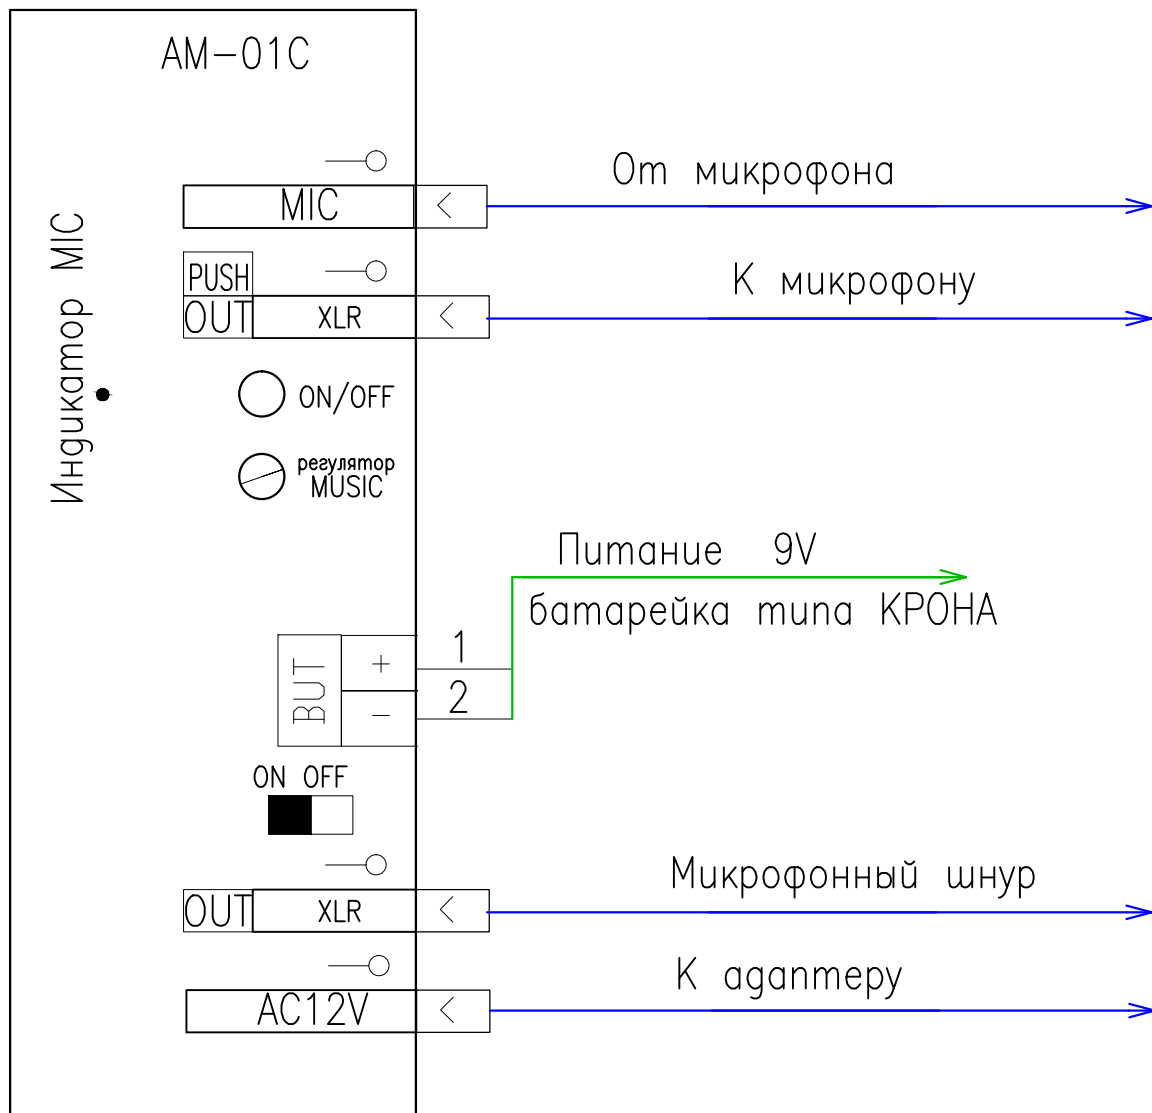 AM-01C
От микрофона
MIC
Индикатор MIC
К микрофону
PUSH
OUT XLR
ON/OFF
регулятор
MUSIC
Питание 9V
батарейка типа КРОНА
BUT
+ 1
- 2
ON OFF
Микрофонный шнур
OUT XLR
К адаптеру
AC12V